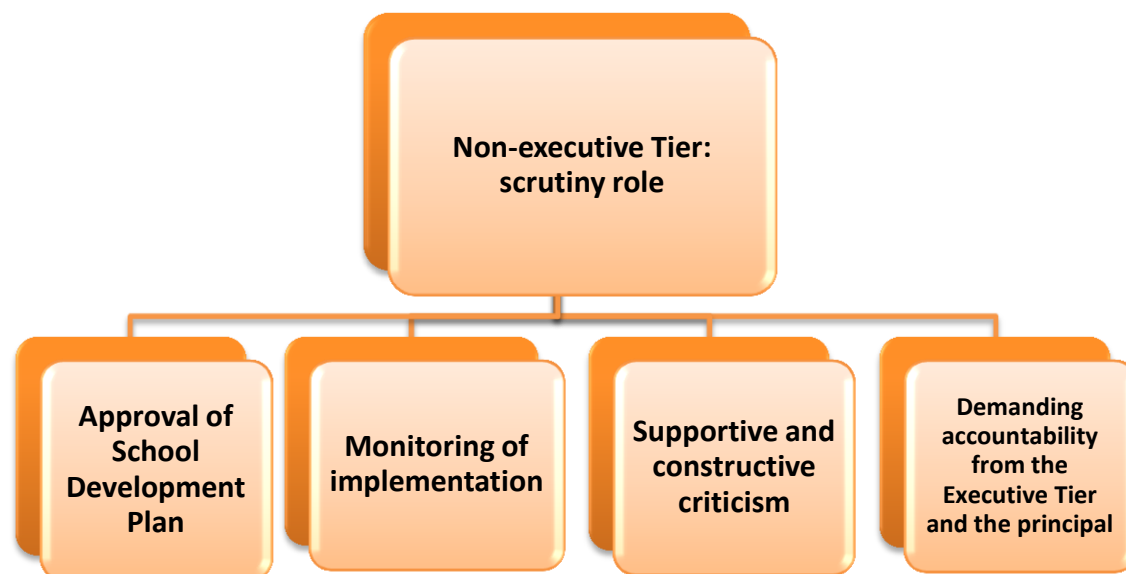 Non-executive Tier:
scrutiny role
Approval of
School
Development
Plan
Monitoring of
implementation
Supportive and
constructive
criticism
Demanding
accountability
from the
Executive Tier
and the principal